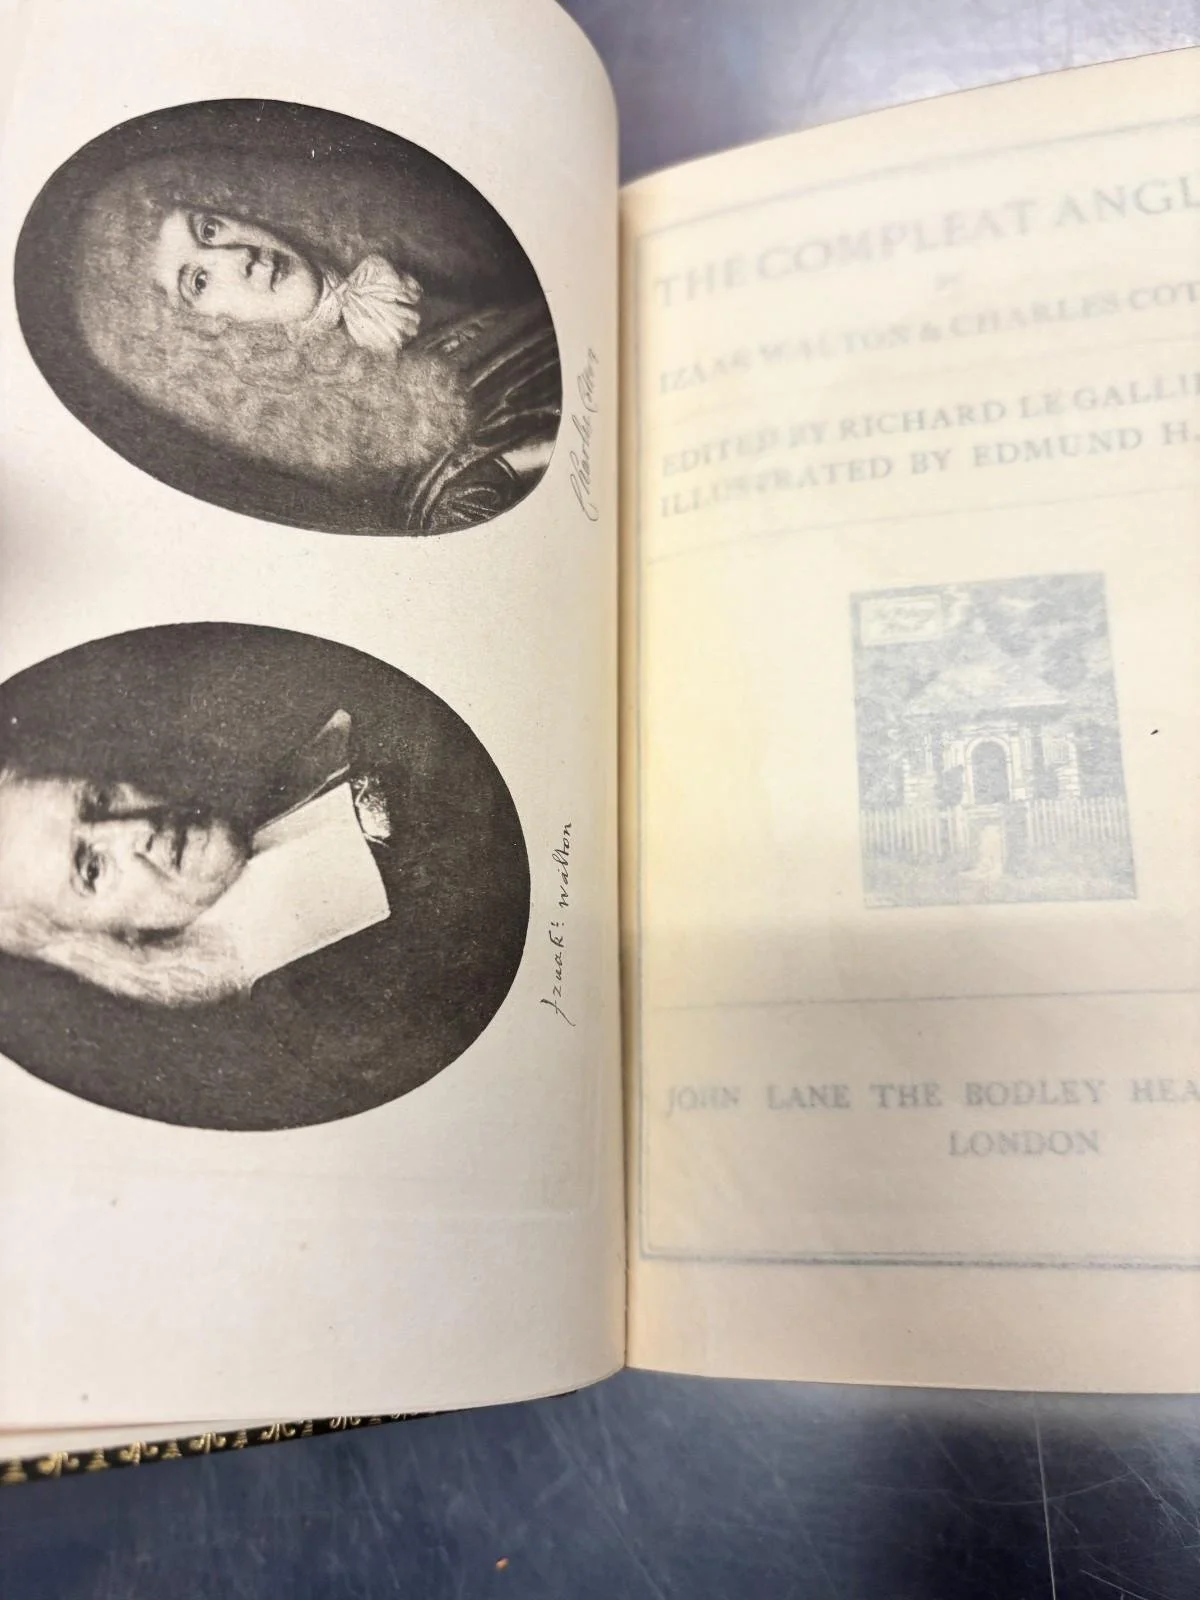 Charles Cotton
Izaak: Walton
THE COMPLEAT ANGL
BY
IZAAK WALTON & CHARLES COT
EDITED BY RICHARD LE GALLI
ILLUSTRATED BY EDMUND H.
JOHN LANE THE BODLEY HEA
LONDON